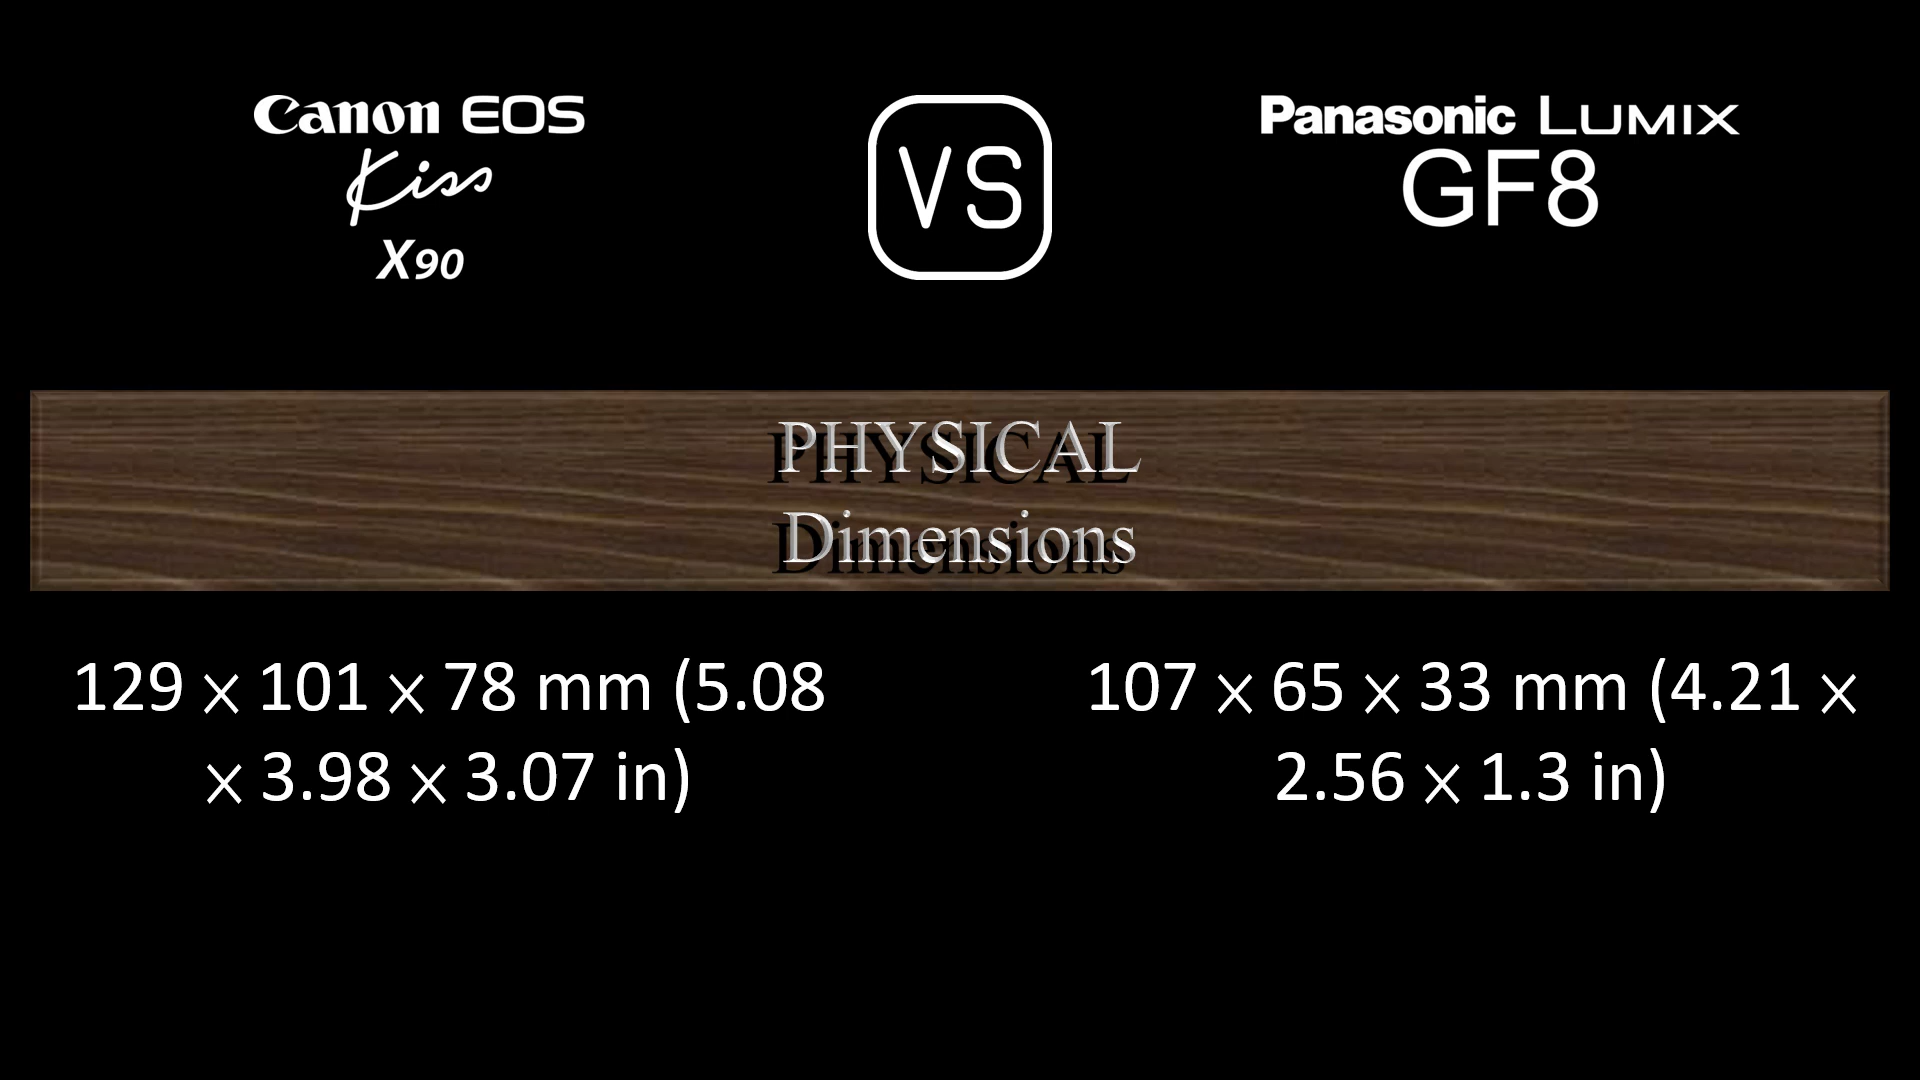 Canon EOS
Kiss
X90
VS
Panasonic LUMIX
GF8
PHYSICAL
Dimensions
129 x 101 x 78 mm (5.08
x 3.98 x 3.07 in)
107 x 65 x 33 mm (4.21 x
2.56 x 1.3 in)